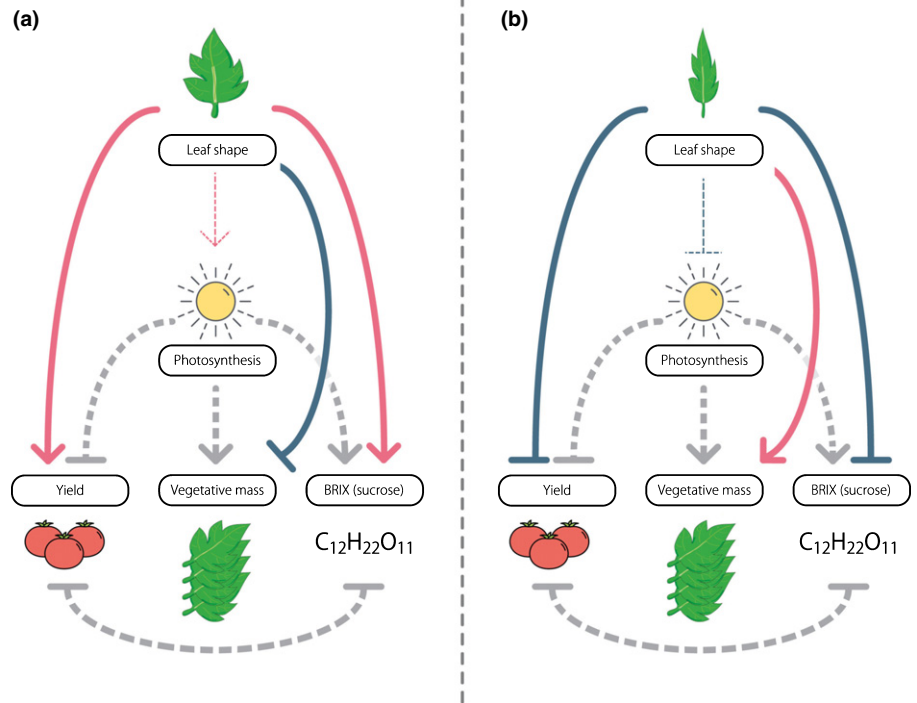 (a)
Leaf shape
Photosynthesis
Yield
Vegetative mass
BRIX (sucrose)
C₁₂H₂₂O₁₁
(b)
Leaf shape
Photosynthesis
Yield
Vegetative mass
BRIX (sucrose)
C₁₂H₂₂O₁₁